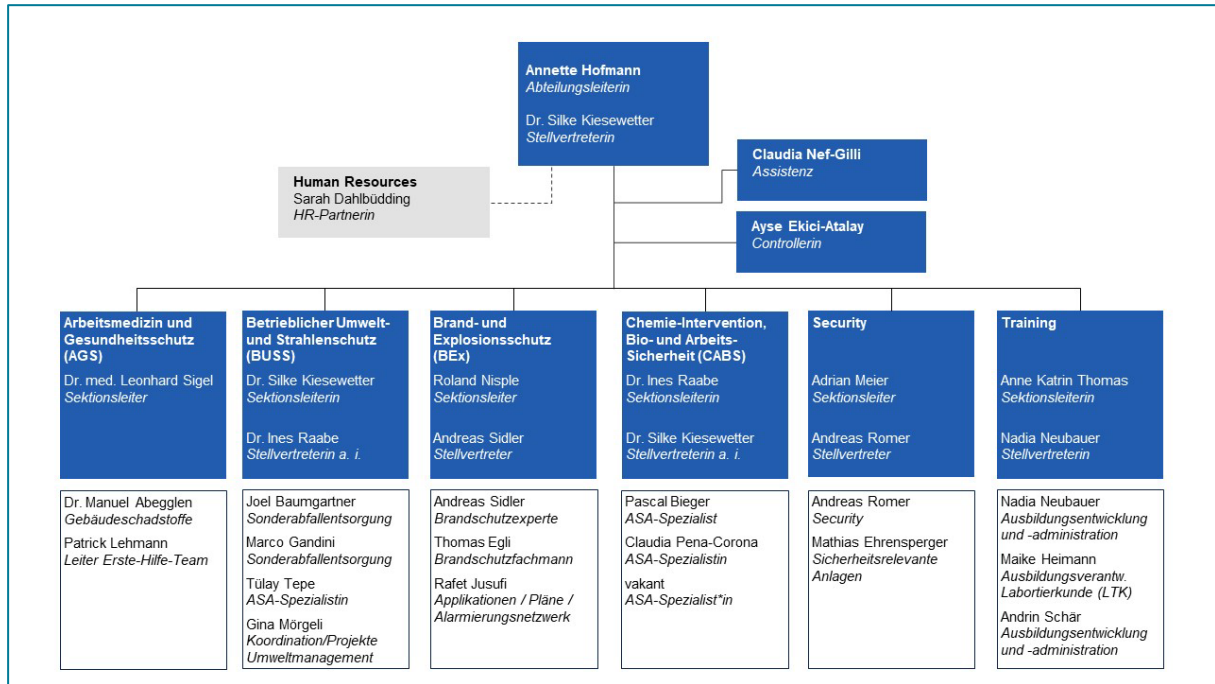 Annette Hofmann
Abteilungsleiterin
Dr. Silke Kiesewetter
Stellvertreterin
Claudia Nef-Gilli
Assistenz
Human Resources
Sarah Dahlbüdding
HR-Partnerin
Ayse Ekici-Atalay
Controllerin
Arbeitsmedizin und
Gesundheitsschutz
(AGS)
Dr. med. Leonhard Sigel
Sektionsleiter
Dr. Manuel Abegglen
Gebäudeschadstoffe
Patrick Lehmann
Leiter Erste-Hilfe-Team
Betrieblicher Umwelt-
und Strahlenschutz
(BUSS)
Dr. Silke Kiesewetter
Sektionsleiterin
Dr. Ines Raabe
Stellvertreterin a. i.
Joel Baumgartner
Sonderabfallentsorgung
Marco Gandini
Sonderabfallentsorgung
Tülay Tepe
ASA-Spezialistin
Gina Mörgeli
Koordination/Projekte
Umweltmanagement
Brand- und
Explosionsschutz
(BEx)
Roland Nisple
Sektionsleiter
Andreas Sidler
Stellvertreter
Andreas Sidler
Brandschutzexperte
Thomas Egli
Brandschutzfachmann
Rafet Jusufi
Applikationen / Pläne /
Alarmierungsnetzwerk
Chemie-Intervention,
Bio- und Arbeits-
Sicherheit (CABS)
Dr. Ines Raabe
Sektionsleiterin
Dr. Silke Kiesewetter
Stellvertreterin a. i.
Pascal Bieger
ASA-Spezialist
Claudia Pena-Corona
ASA-Spezialistin
vakant
ASA-Spezialist*in
Security
Adrian Meier
Sektionsleiter
Andreas Romer
Stellvertreter
Andreas Romer
Security
Mathias Ehrensperger
Sicherheitsrelevante
Anlagen
Training
Anne Katrin Thomas
Sektionsleiterin
Nadia Neubauer
Stellvertreterin
Nadia Neubauer
Ausbildungsentwicklung
und -administration
Maike Heimann
Ausbildungsverantw.
Labortierkunde (LTK)
Andrin Schär
Ausbildungsentwicklung
und -administration